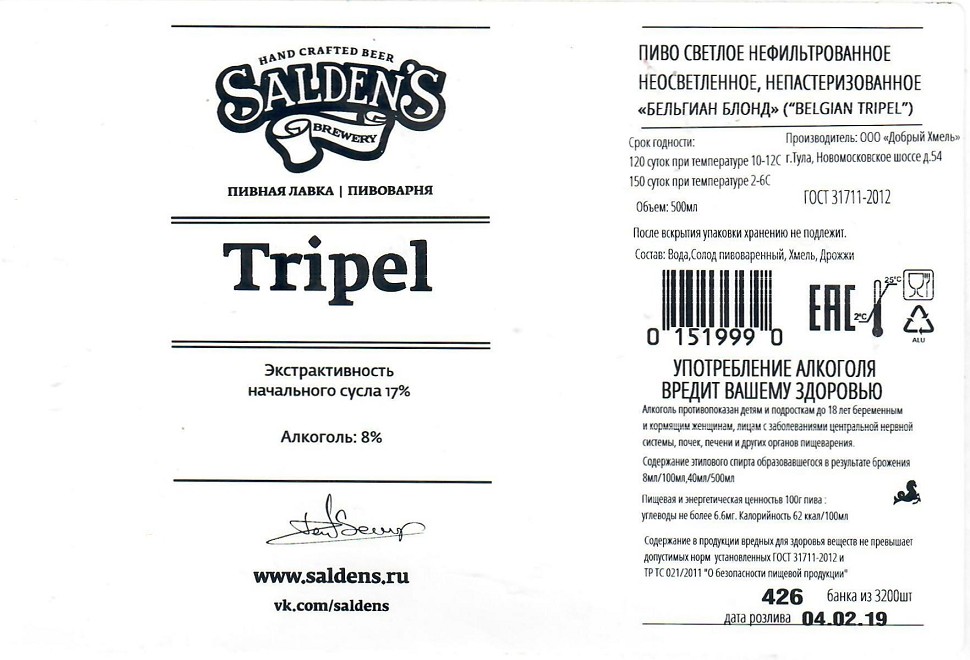 HAND CRAFTED BEER
SALDEN'S
BREWERY
ПИВНАЯ ЛАВКА | ПИВОВАРНЯ
Tripel
Экстрактивность
начального сусла 17%
Алкоголь: 8%
www.saldens.ru
vk.com/saldens
ПИВО СВЕТЛОЕ НЕФИЛЬТРОВАННОЕ
НЕОСВЕТЛЕННОЕ, НЕПАСТЕРИЗОВАННОЕ
«БЕЛЬГИАН БЛОНД» (“BELGIAN TRIPEL”)
Срок годности:
120 суток при температуре 10-12С
150 суток при температуре 2-6С
Объем: 500мл
Производитель: ООО «Добрый Хмель»
г.Тула, Новомосковское шоссе д.54
ГОСТ 31711-2012
После вскрытия упаковки хранению не подлежит.
Состав: Вода,Солод пивоваренный, Хмель, Дрожжи
0 151999 0
EAC
25°C
2°C
ALU
УПОТРЕБЛЕНИЕ АЛКОГОЛЯ
ВРЕДИТ ВАШЕМУ ЗДОРОВЬЮ
Алкоголь противопоказан детям и подросткам до 18 лет беременным
и кормящим женщинам, лицам с заболеваниями центральной нервной
системы, почек, печени и других органов пищеварения.
Содержание этилового спирта образовавшегося в результате брожения
8мл/100мл,40мл/500мл
Пищевая и энергетическая ценностьв 100г пива :
углеводы не более 6.6мг. Калорийность 62 ккал/100мл
Содержание в продукции вредных для здоровья веществ не превышает
допустимых норм установленных ГОСТ 31711-2012 и
ТР ТС 021/2011 "О безопасности пищевой продукции"
426 банка из 3200шт
дата розлива 04.02.19